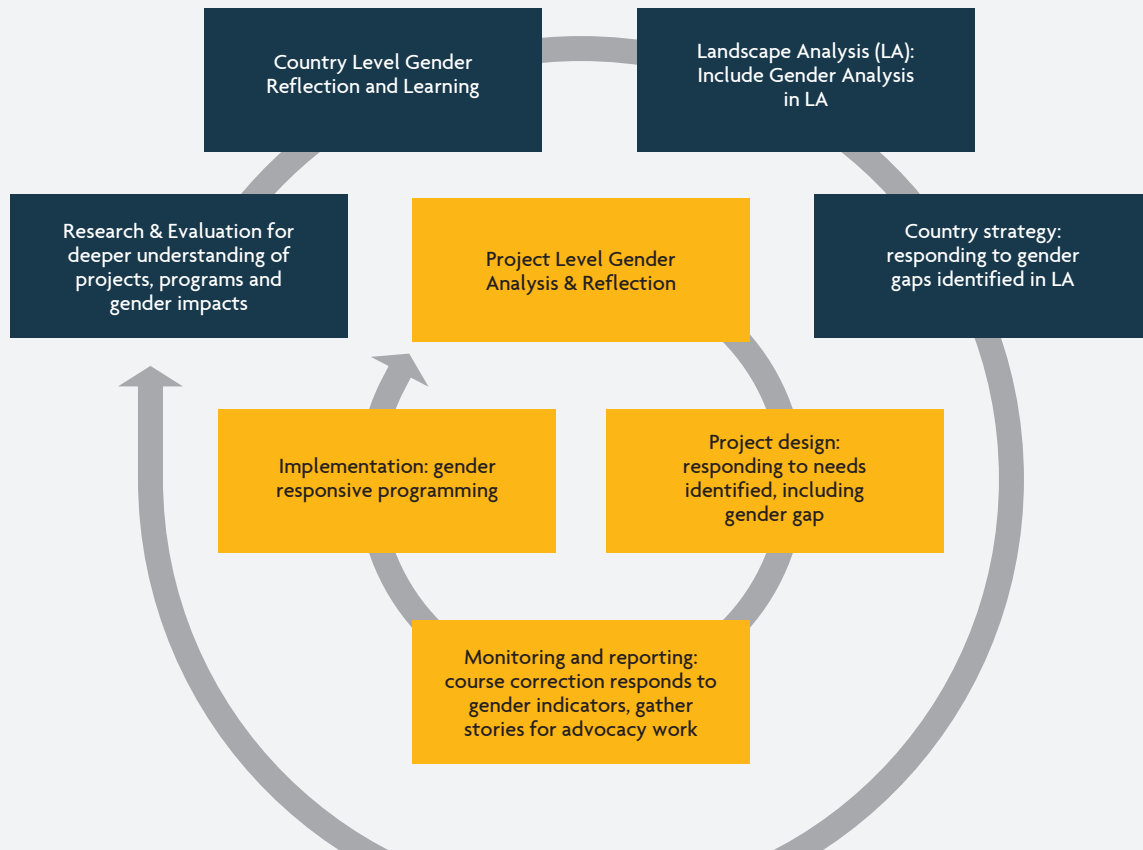 Country Level Gender
Reflection and Learning
Landscape Analysis (LA):
Include Gender Analysis
in LA
Research & Evaluation for
deeper understanding of
projects, programs and
gender impacts
Project Level Gender
Analysis & Reflection
Country strategy:
responding to gender
gaps identified in LA
Implementation: gender
responsive programming
Project design:
responding to needs
identified, including
gender gap
Monitoring and reporting:
course correction responds to
gender indicators, gather
stories for advocacy work